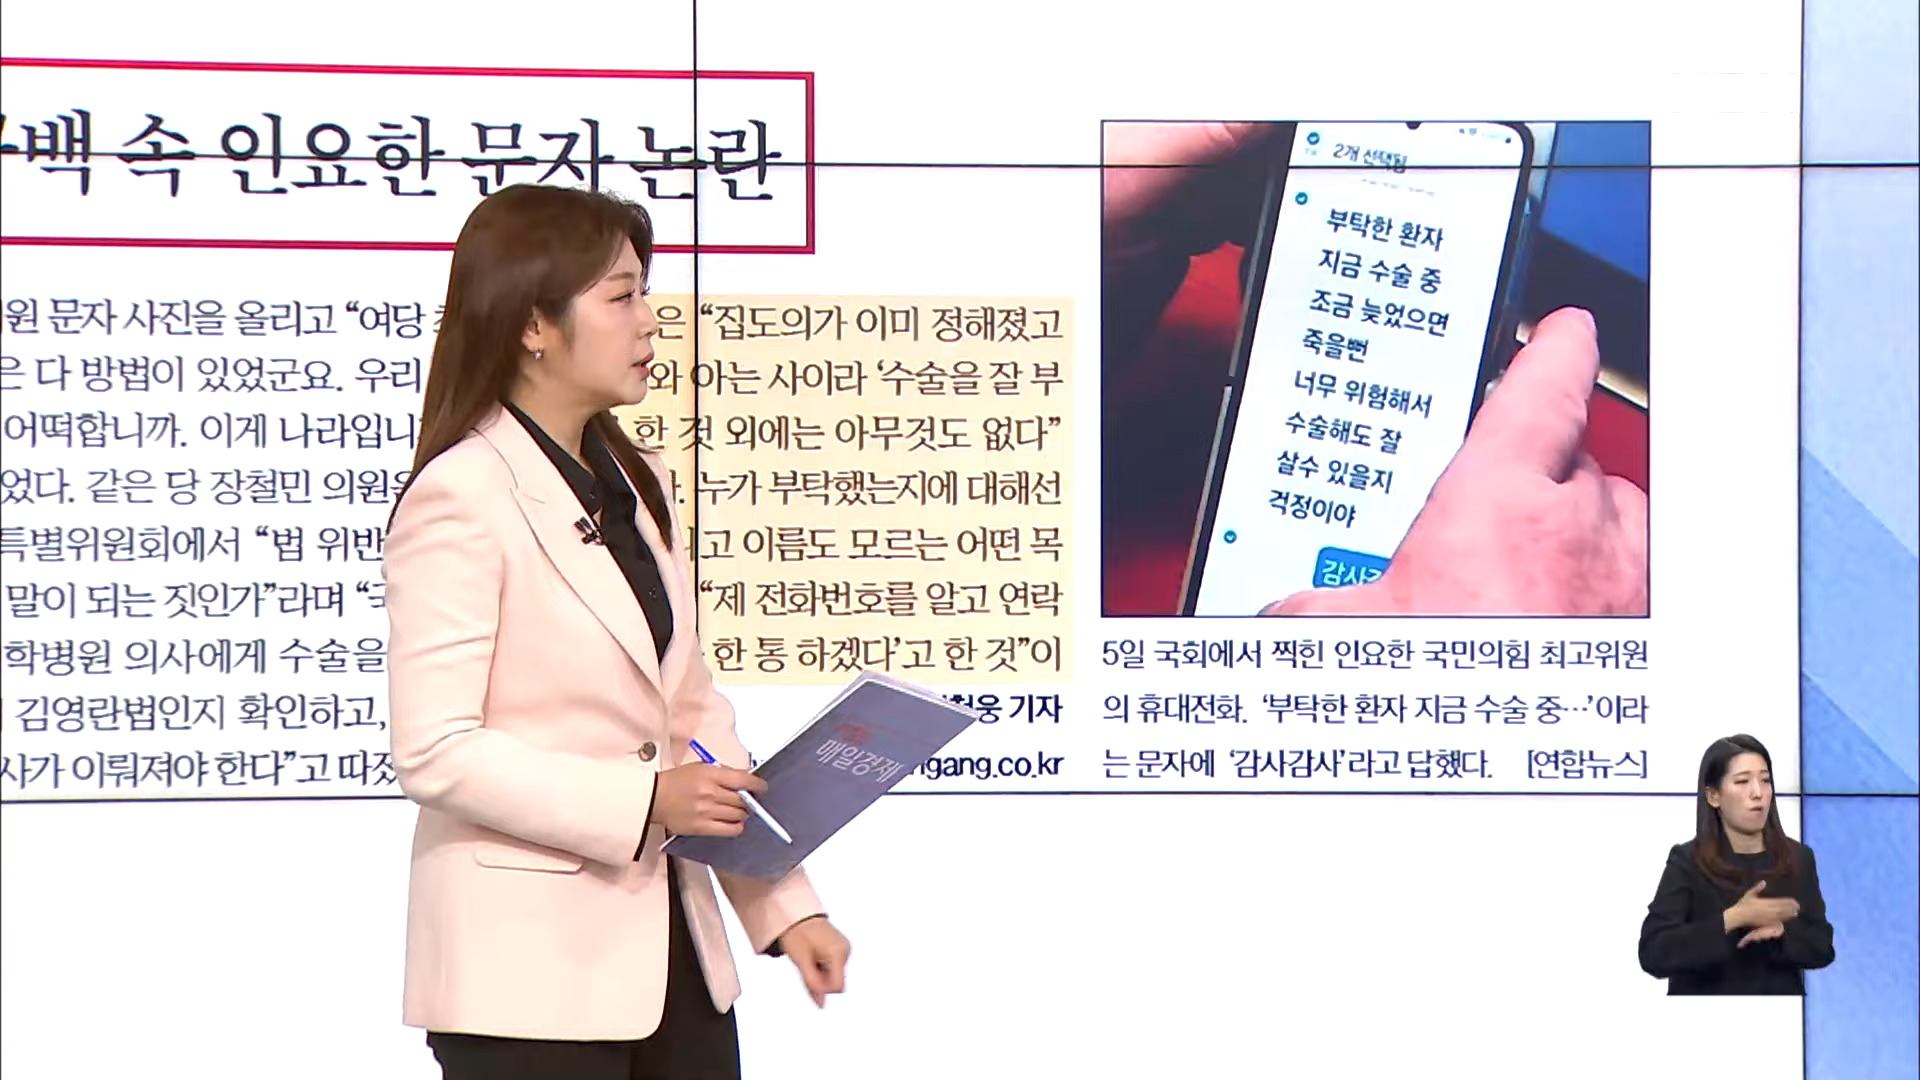 백 속 인요한 문자 논란
원 문자 사진을 올리고 “여당
은 다 방법이 있었군요. 우리
어떡합니까. 이게 나라입니
었다. 같은 당 장철민 의원은
특별위원회에서 “법 위반
말이 되는 짓인가”라며
학병원 의사에게 수술을
김영란법인지 확인하고,
사가 이뤄져야 한다”고 따졌
은 “집도의가 이미 정해졌고
와 아는 사이라 ‘수술을 잘 부
한 것 외에는 아무것도 없다”
누가 부탁했는지에 대해선
고 이름도 모르는 어떤 목
“제 전화번호를 알고 연락
한 통 하겠다’고 한 것”이
웅 기자
ngang.co.kr
2개 선택됨
부탁한 환자
지금 수술 중
조금 늦었으면
죽을뻔
너무 위험해서
수술해도 잘
살수 있을지
걱정이야
감사
5일 국회에서 찍힌 인요한 국민의힘 최고위원
의 휴대전화. ‘부탁한 환자 지금 수술 중…’이라
는 문자에 ‘감사감사’라고 답했다. [연합뉴스]
매일경제